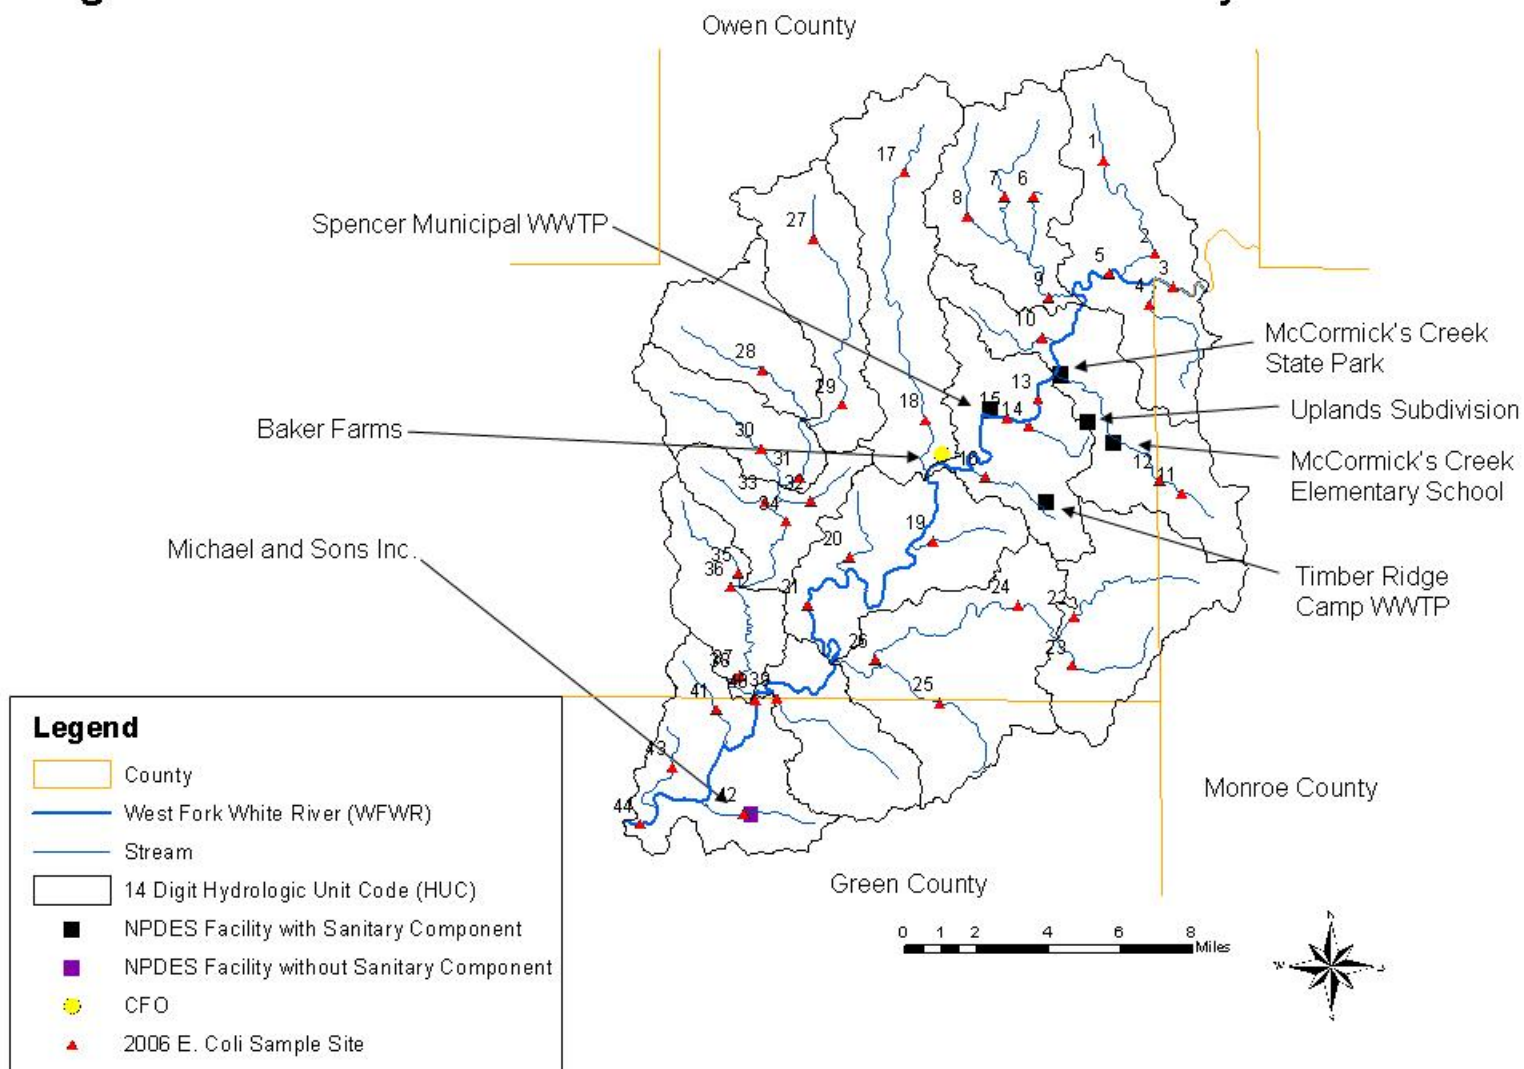 Owen County
Spencer Municipal WWTP
Baker Farms
Michael and Sons Inc.
McCormick's Creek
State Park
Uplands Subdivision
McCormick's Creek
Elementary School
Timber Ridge
Camp WWTP
Monroe County
Green County
1
2
3
4
5
6
7
8
9
10
11
12
13
14
15
16
17
18
19
20
21
22
23
24
25
26
27
28
29
30
31
32
33
34
35
36
39
41
42
43
44
Legend
County
West Fork White River (WFWR)
Stream
14 Digit Hydrologic Unit Code (HUC)
NPDES Facility with Sanitary Component
NPDES Facility without Sanitary Component
CFO
2006 E. Coli Sample Site
0 1 2 4 6 8
Miles
N
W
S